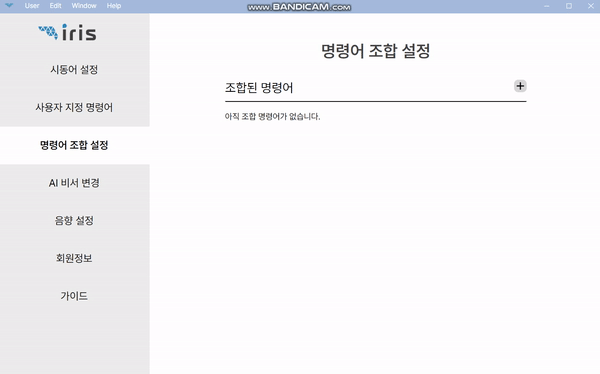 User Edit Window Help
www.BANDICAM.com
iris
시동어 설정
사용자 지정 명령어
명령어 조합 설정
AI 비서 변경
음향 설정
회원정보
가이드
명령어 조합 설정
조합된 명령어
아직 조합 명령어가 없습니다.